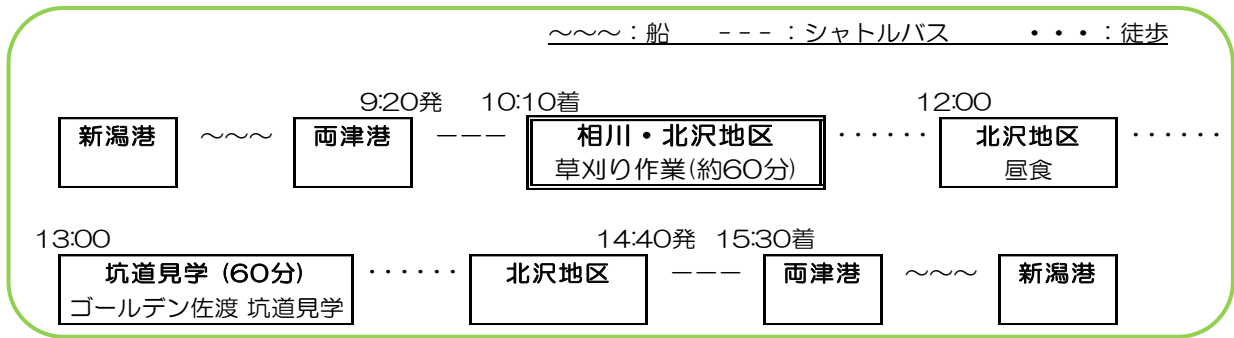 ～～～：船　－－－：シャトルバス　・・・：徒歩
9:20発　10:10着　12:00
新潟港　～～～　両津港　－－－　相川・北沢地区　・・・・・・　北沢地区　・・・・・・
草刈り作業(約60分)　昼食
13:00　14:40発　15:30着
坑道見学 (60分)　・・・・・・　北沢地区　－－－　両津港　～～～　新潟港
ゴールデン佐渡 坑道見学